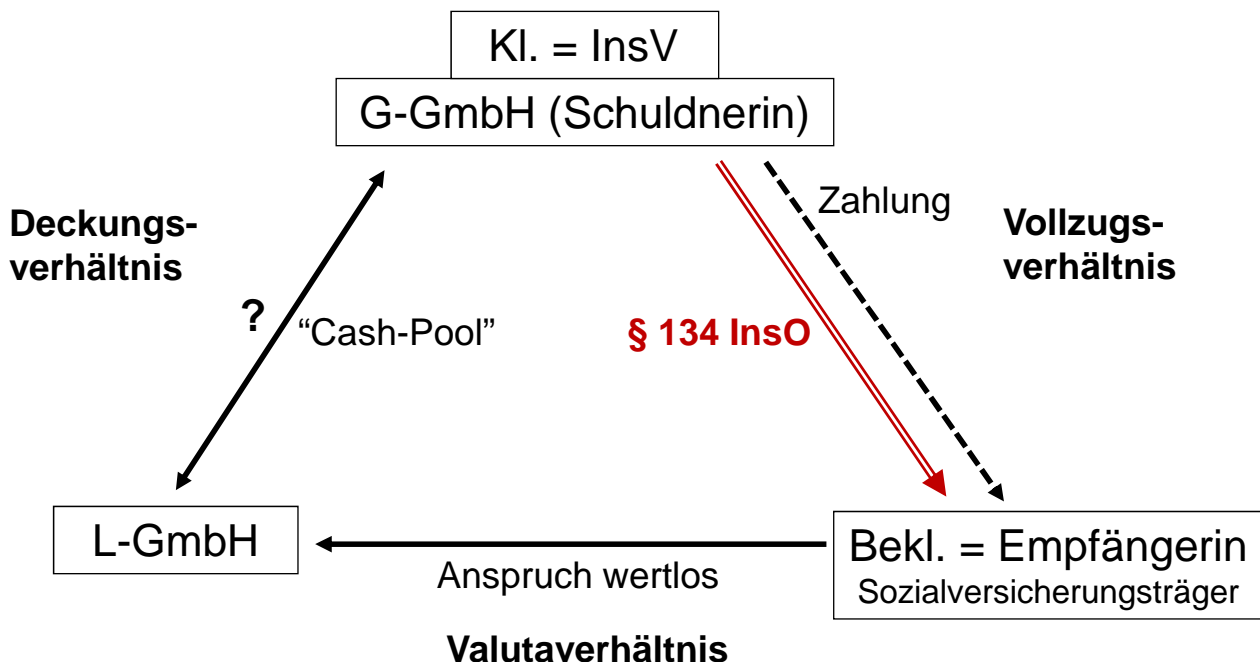 Kl. = InsV
G-GmbH (Schuldnerin)
Deckungs-
verhältnis
Zahlung
Vollzugs-
verhältnis
?
“Cash-Pool”
§ 134 InsO
L-GmbH
Anspruch wertlos
Bekl. = Empfängerin
Sozialversicherungsträger
Valutaverhältnis